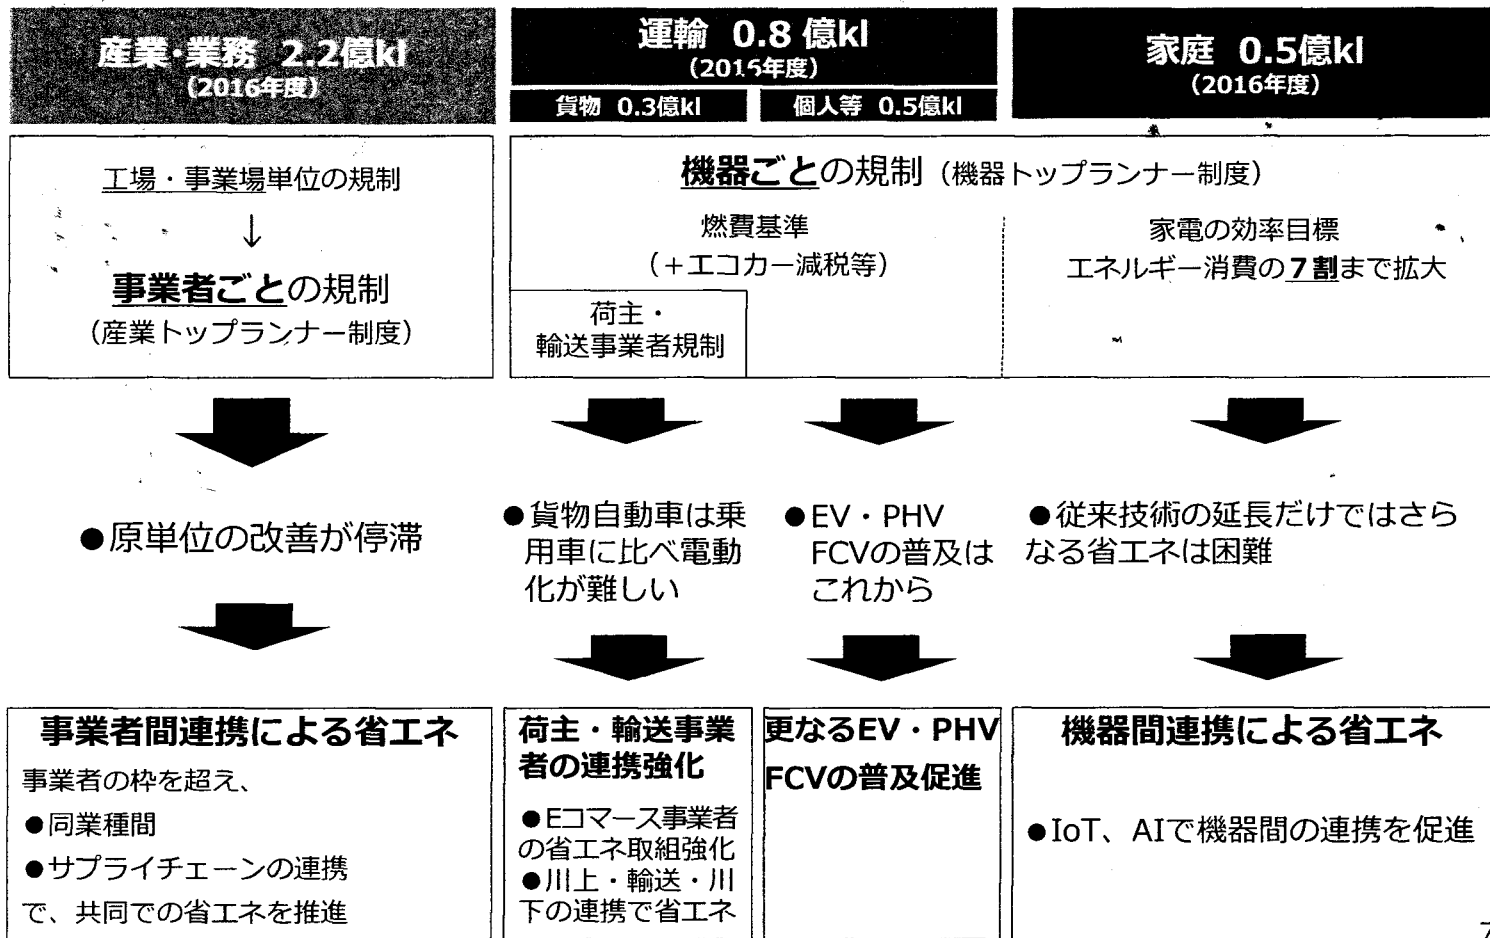 産業･業務 2.2億kl
（2016年度）
運輸 0.8 億kl
（2016年度）
貨物 0.3億kl
個人等 0.5億kl
家庭 0.5億kl
（2016年度）
工場・事業場単位の規制
↓
事業者ごとの規制
（産業トップランナー制度）
機器ごとの規制（機器トップランナー制度）
燃費基準
（＋エコカー減税等）
荷主・
輸送事業者規制
家電の効率目標
エネルギー消費の７割まで拡大
●原単位の改善が停滞
●貨物自動車は乗
用車に比べ電動
化が難しい
●EV・PHV
FCVの普及は
これから
●従来技術の延長だけではさら
なる省エネは困難
事業者間連携による省エネ
事業者の枠を超え、
●同業種間
●サプライチェーンの連携
で、共同での省エネを推進
荷主・輸送事業
者の連携強化
●Eコマース事業者
の省エネ取組強化
●川上・輸送・川
下の連携で省エネ
更なるEV・PHV
FCVの普及促進
機器間連携による省エネ
●IoT、AIで機器間の連携を促進
7